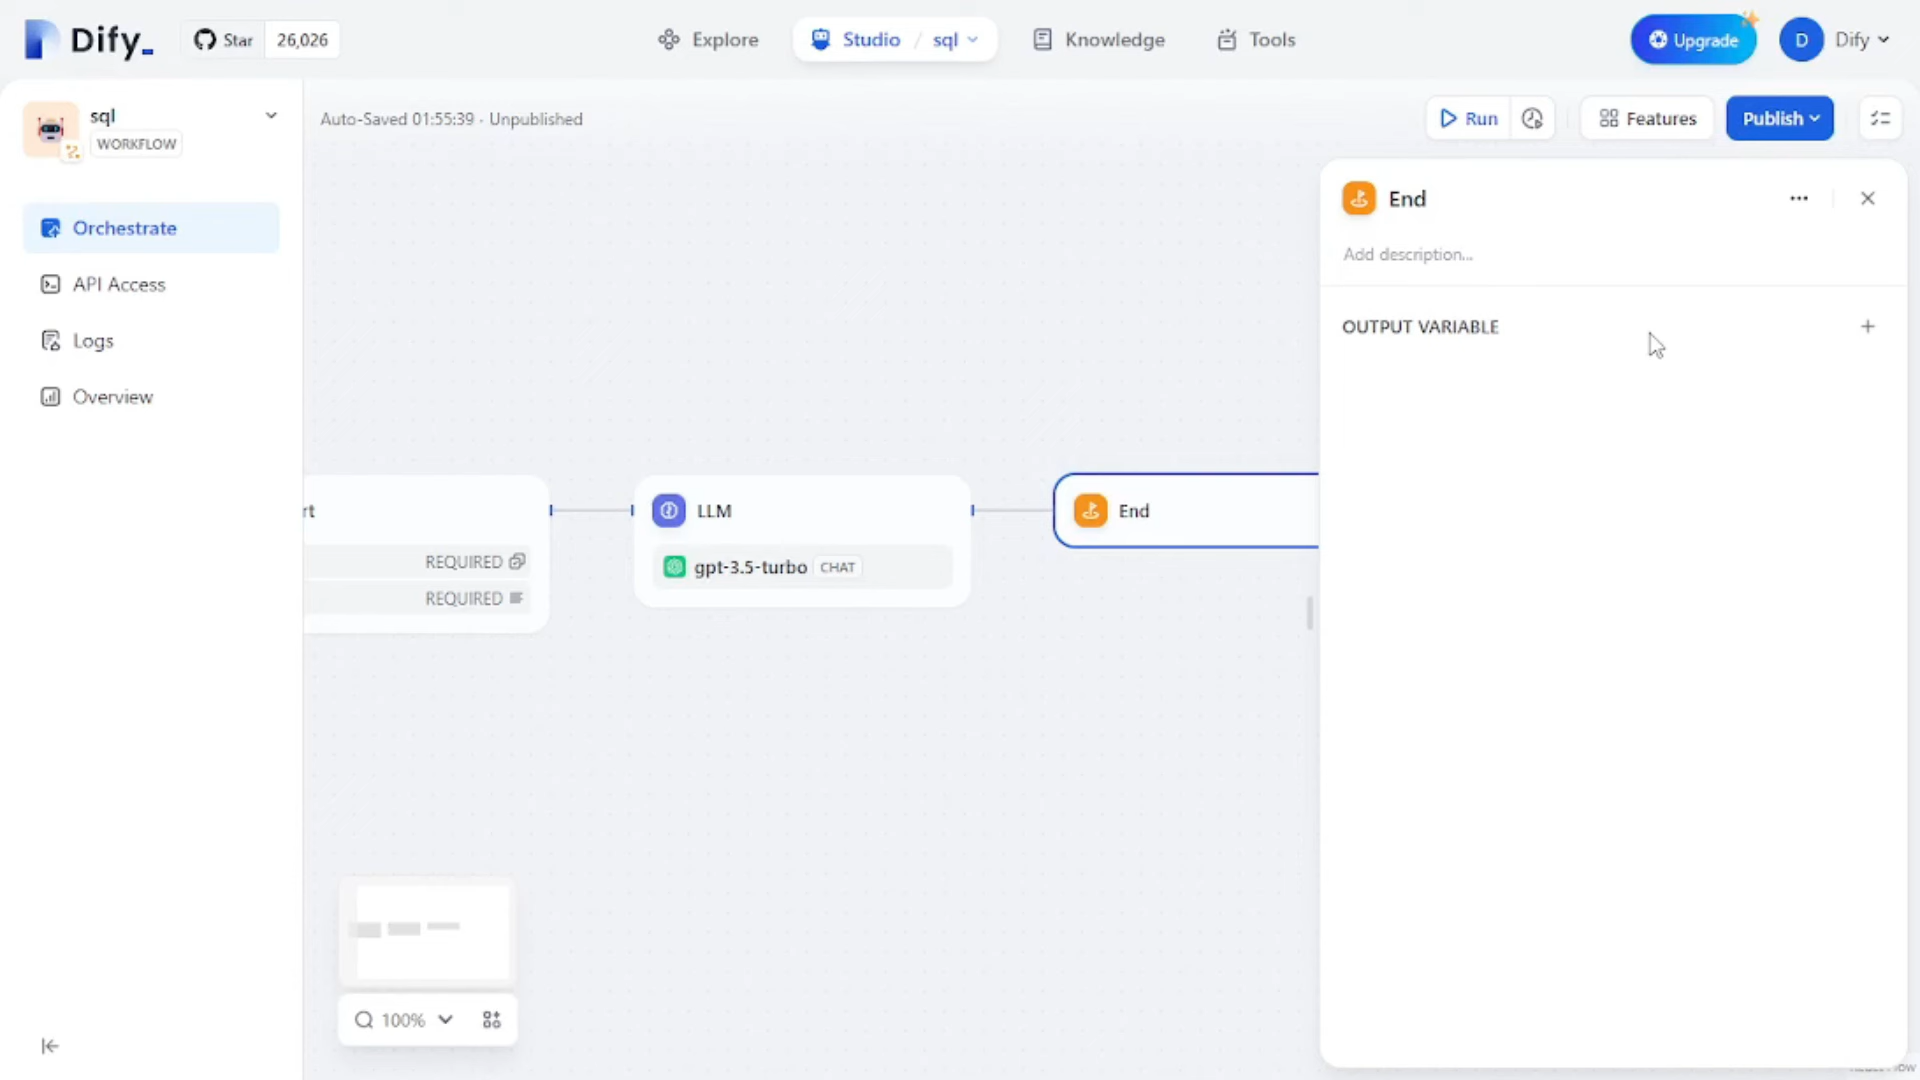 Dify_
Star 26,026
Explore
Studio / sql
Knowledge
Tools
Upgrade
D
Dify
sql
WORKFLOW
Auto-Saved 01:55:39 · Unpublished
Run
Features
Publish
Orchestrate
API Access
Logs
Overview
End
Add description...
OUTPUT VARIABLE
rt
REQUIRED
REQUIRED
LLM
gpt-3.5-turbo CHAT
End
100%